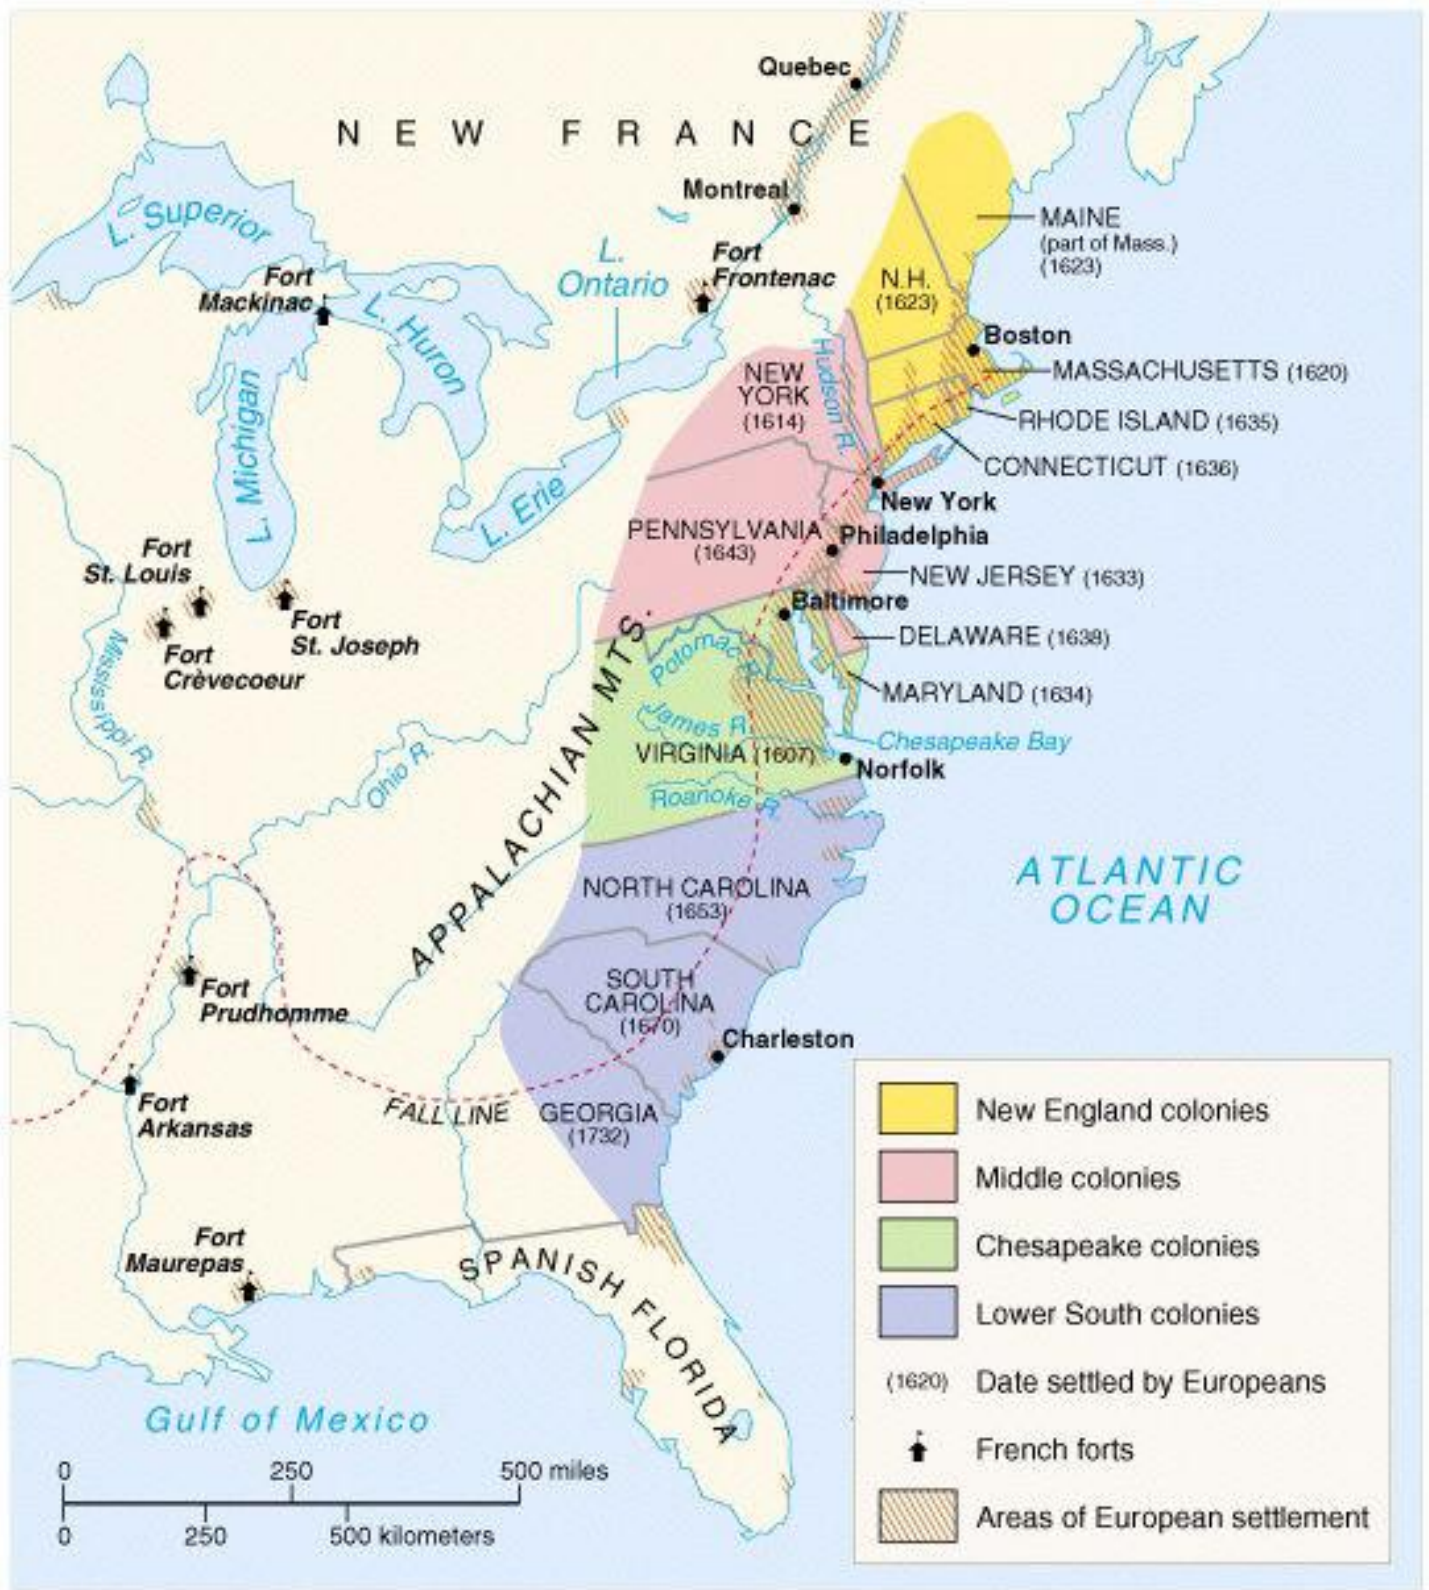 Quebec
NEW FRANCE
Montreal
L. Superior
MAINE
(part of Mass.)
(1623)
Fort
Frontenac
L.
Ontario
Fort
Mackinac
N.H.
(1623)
L. Huron
Boston
Hudson R.
MASSACHUSETTS (1620)
NEW
YORK
(1614)
L. Michigan
RHODE ISLAND (1635)
CONNECTICUT (1636)
L. Erie
New York
PENNSYLVANIA
(1643)
Philadelphia
Fort
St. Louis
NEW JERSEY (1633)
Baltimore
Fort
St. Joseph
DELAWARE (1638)
Fort
Crèvecoeur
Potomac R.
Mississippi R.
MARYLAND (1634)
James R.
Chesapeake Bay
VIRGINIA (1607)
Norfolk
Ohio R.
Roanoke R.
APPALACHIAN MTS.
ATLANTIC
OCEAN
NORTH CAROLINA
(1653)
SOUTH
CAROLINA
(1670)
Fort
Prudhomme
Charleston
Fort
Arkansas
FALL LINE
GEORGIA
(1732)
Fort
Maurepas
SPANISH FLORIDA
Gulf of Mexico
0 250 500 miles
0 250 500 kilometers
New England colonies
Middle colonies
Chesapeake colonies
Lower South colonies
(1620) Date settled by Europeans
French forts
Areas of European settlement